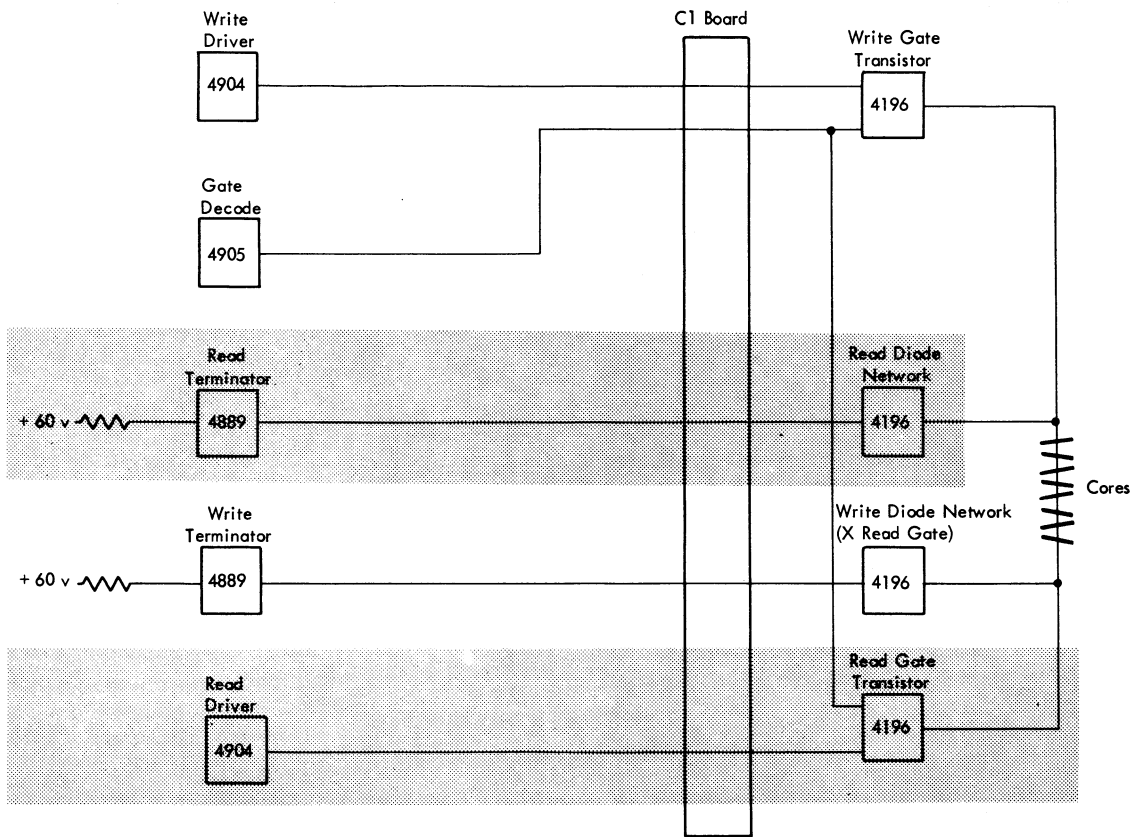 Write
Driver
4904
C1 Board
Write Gate
Transistor
4196
Gate
Decode
4905
Read
Terminator
+ 60 v
4889
Read Diode
Network
4196
Cores
Write
Terminator
+ 60 v
4889
Write Diode Network
(X Read Gate)
4196
Read
Driver
4904
Read Gate
Transistor
4196